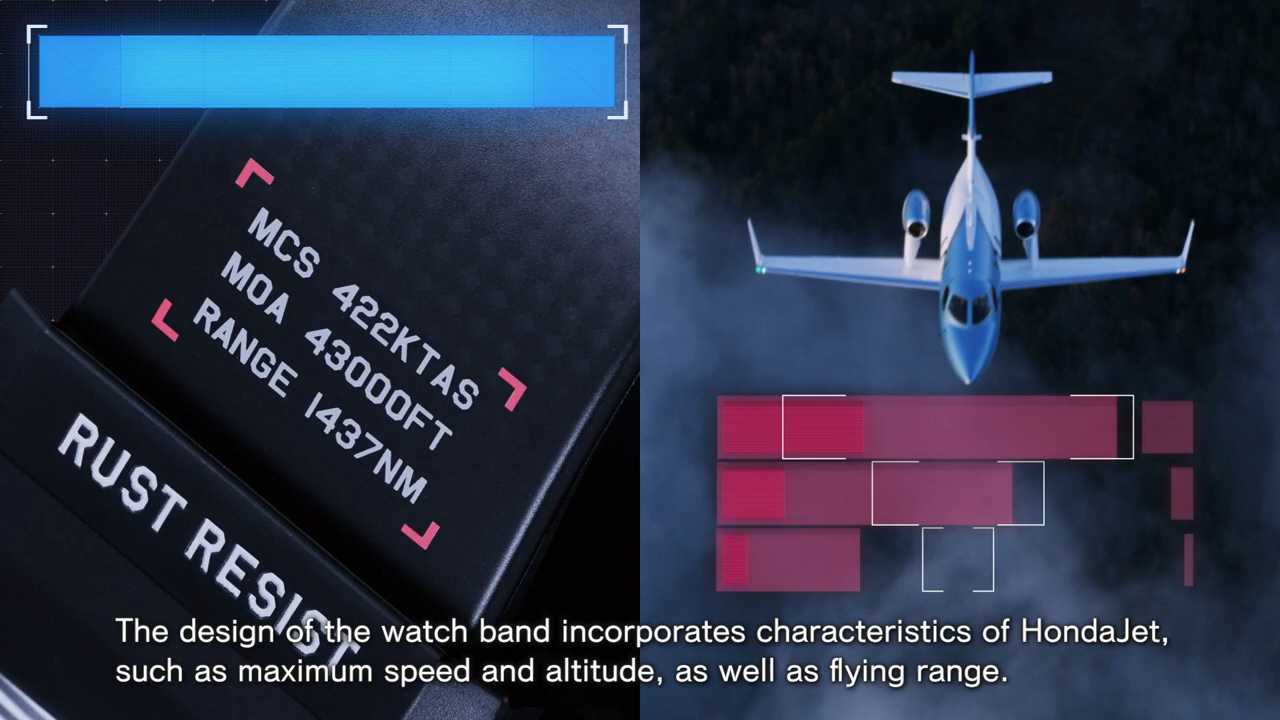 MCS 422KTAS
MOA 43000FT
RANGE 1437NM
RUST RESIST
The design of the watch band incorporates characteristics of HondaJet,
such as maximum speed and altitude, as well as flying range.